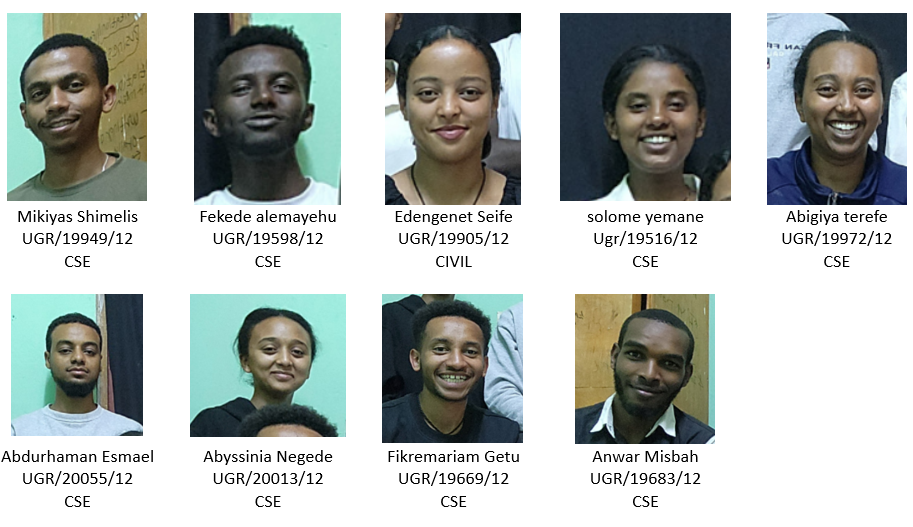 Mikiyas Shimelis
UGR/19949/12
CSE
Fekede alemayehu
UGR/19598/12
CSE
Edengenet Seife
UGR/19905/12
CIVIL
solome yemane
Ugr/19516/12
CSE
Abigiya terefe
UGR/19972/12
CSE
Abdurhaman Esmael
UGR/20055/12
CSE
Abyssinia Negede
UGR/20013/12
CSE
Fikremariam Getu
UGR/19669/12
CSE
Anwar Misbah
UGR/19683/12
CSE